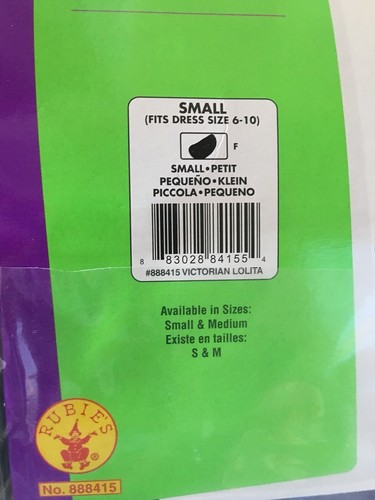 SMALL
(FITS DRESS SIZE 6-10)
F
SMALL•PETIT
PEQUEÑO•KLEIN
PICCOLA•PEQUENO
8 83028 84155 4
#888415 VICTORIAN LOLITA
Available in Sizes:
Small & Medium
Existe en tailles:
S & M
RUBIE'S
®
No. 888415